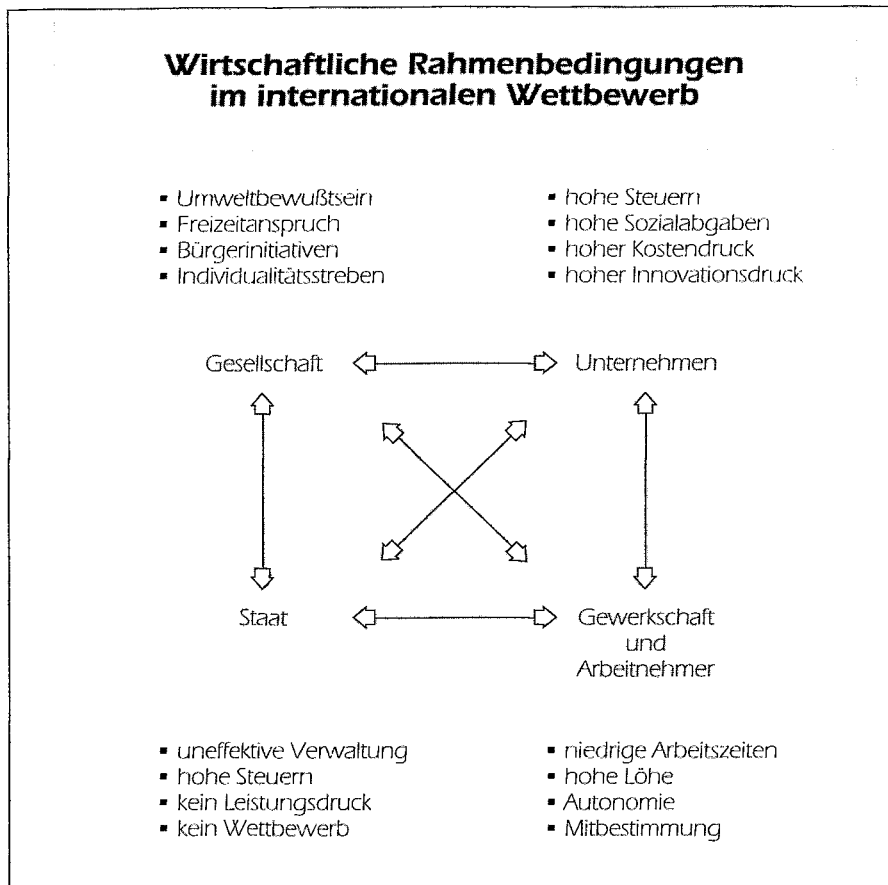 Wirtschaftliche Rahmenbedingungen
im internationalen Wettbewerb
▪ Umweltbewußtsein
▪ Freizeitanspruch
▪ Bürgerinitiativen
▪ Individualitätsstreben
▪ hohe Steuern
▪ hohe Sozialabgaben
▪ hoher Kostendruck
▪ hoher Innovationsdruck
Gesellschaft
Unternehmen
Staat
Gewerkschaft
und
Arbeitnehmer
▪ uneffektive Verwaltung
▪ hohe Steuern
▪ kein Leistungsdruck
▪ kein Wettbewerb
▪ niedrige Arbeitszeiten
▪ hohe Löhe
▪ Autonomie
▪ Mitbestimmung